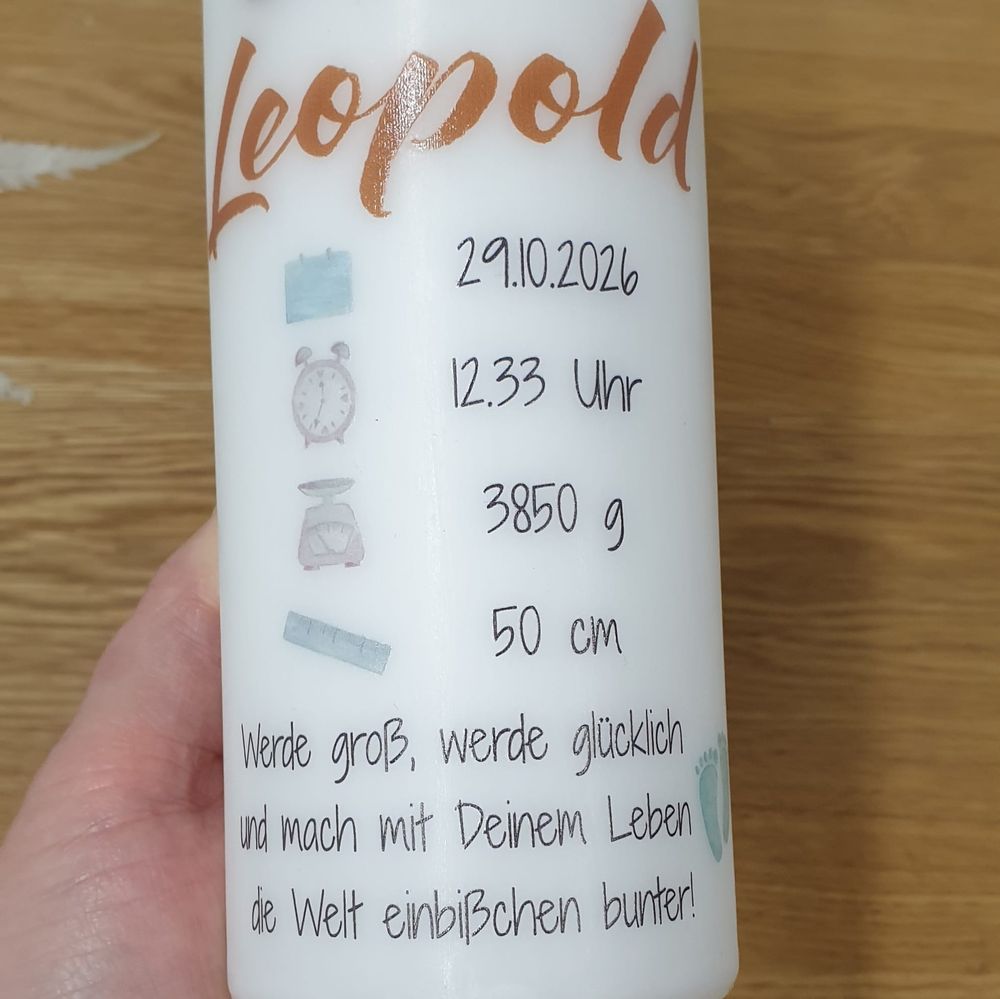 Leopold
29.10.2026
12.33 Uhr
3850 g
50 cm
Werde groß, werde glücklich
und mach mit Deinem Leben
die Welt einbißchen bunter!